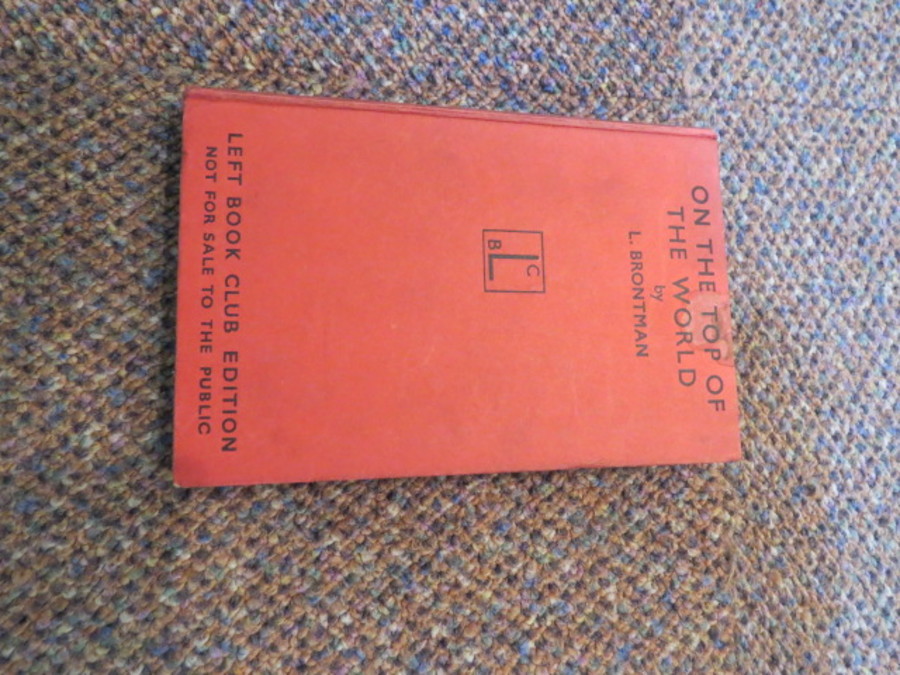 ON THE TOP OF
THE WORLD
by
L. BRONTMAN
L
B C
LEFT BOOK CLUB EDITION
NOT FOR SALE TO THE PUBLIC